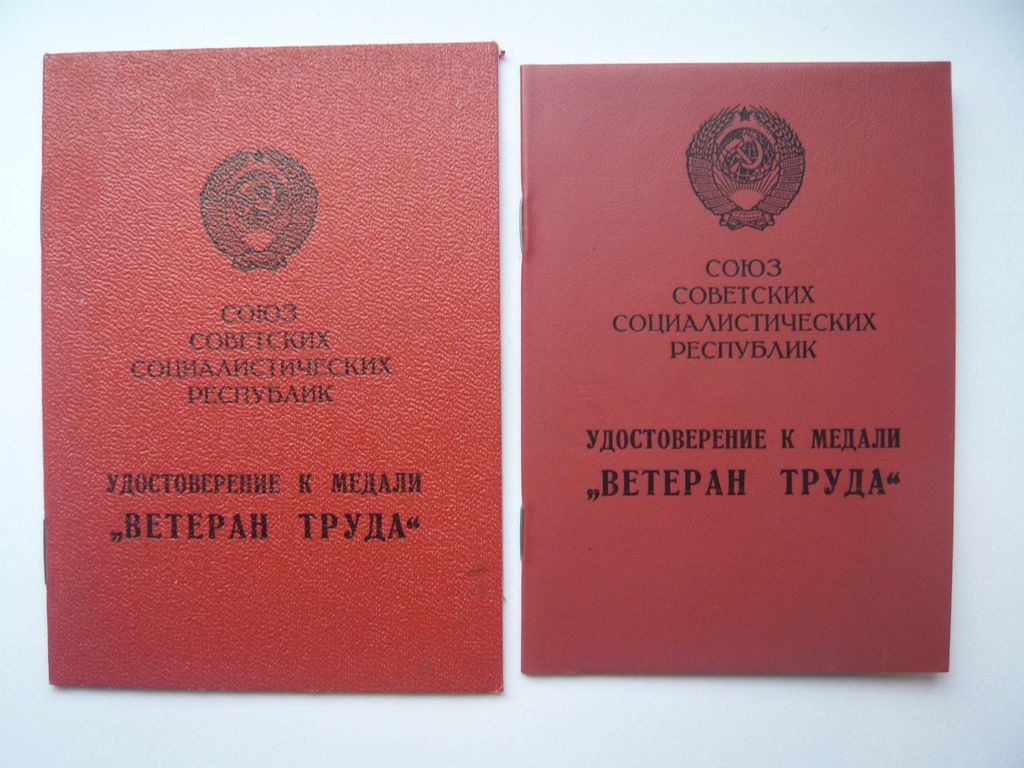 СОЮЗ
СОВЕТСКИХ
СОЦИАЛИСТИЧЕСКИХ
РЕСПУБЛИК
УДОСТОВЕРЕНИЕ К МЕДАЛИ
„ВЕТЕРАН ТРУДА“
СОЮЗ
СОВЕТСКИХ
СОЦИАЛИСТИЧЕСКИХ
РЕСПУБЛИК
УДОСТОВЕРЕНИЕ К МЕДАЛИ
„ВЕТЕРАН ТРУДА“